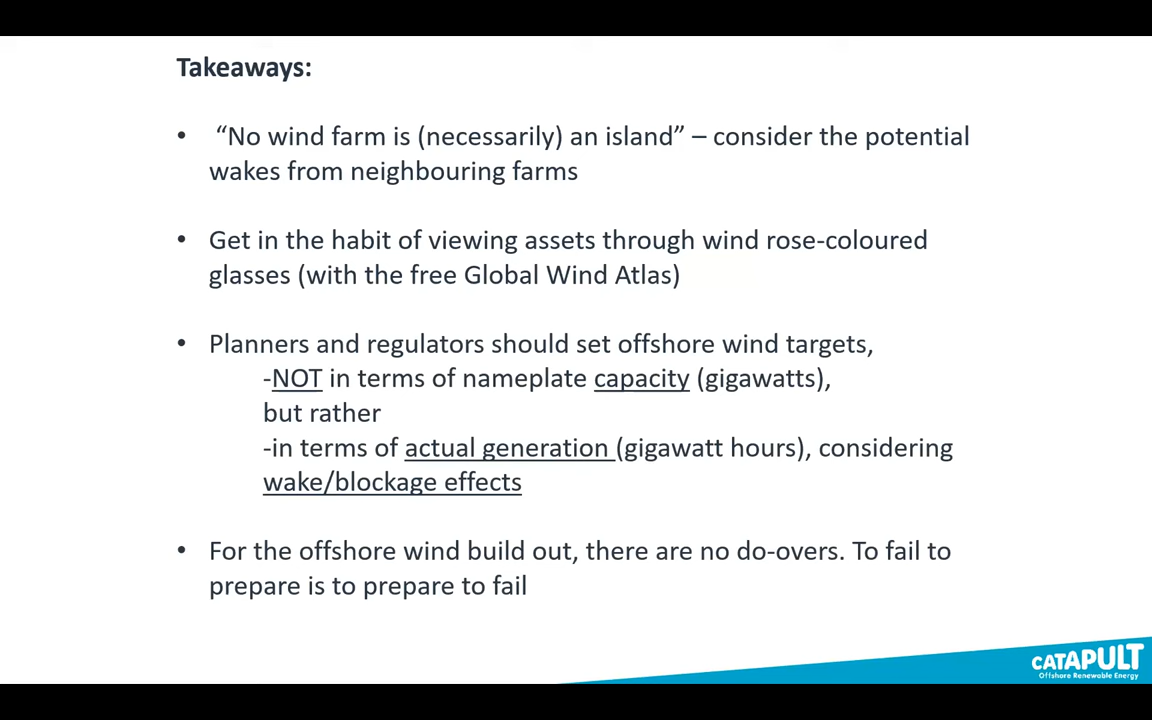 Takeaways:
• “No wind farm is (necessarily) an island” – consider the potential
wakes from neighbouring farms
• Get in the habit of viewing assets through wind rose-coloured
glasses (with the free Global Wind Atlas)
• Planners and regulators should set offshore wind targets,
-NOT in terms of nameplate capacity (gigawatts),
but rather
-in terms of actual generation (gigawatt hours), considering
wake/blockage effects
• For the offshore wind build out, there are no do-overs. To fail to
prepare is to prepare to fail
CATAPULT
Offshore Renewable Energy